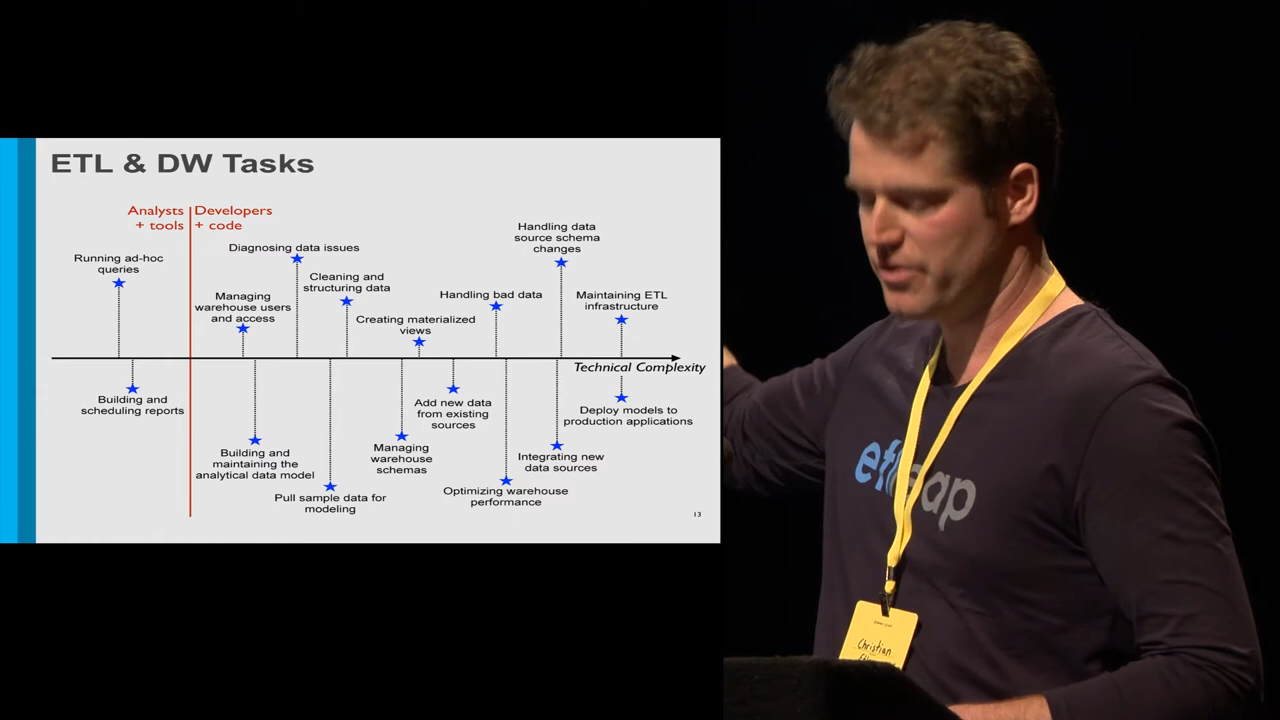 ETL & DW Tasks
Analysts
+ tools
Developers
+ code
Running ad-hoc
queries
Managing
warehouse users
and access
Diagnosing data issues
Cleaning and
structuring data
Creating materialized
views
Handling bad data
Handling data
source schema
changes
Maintaining ETL
infrastructure
Technical Complexity
Building and
scheduling reports
Building and
maintaining the
analytical data model
Pull sample data for
modeling
Managing
warehouse
schemas
Add new data
from existing
sources
Optimizing warehouse
performance
Integrating new
data sources
Deploy models to
production applications
13
Christian